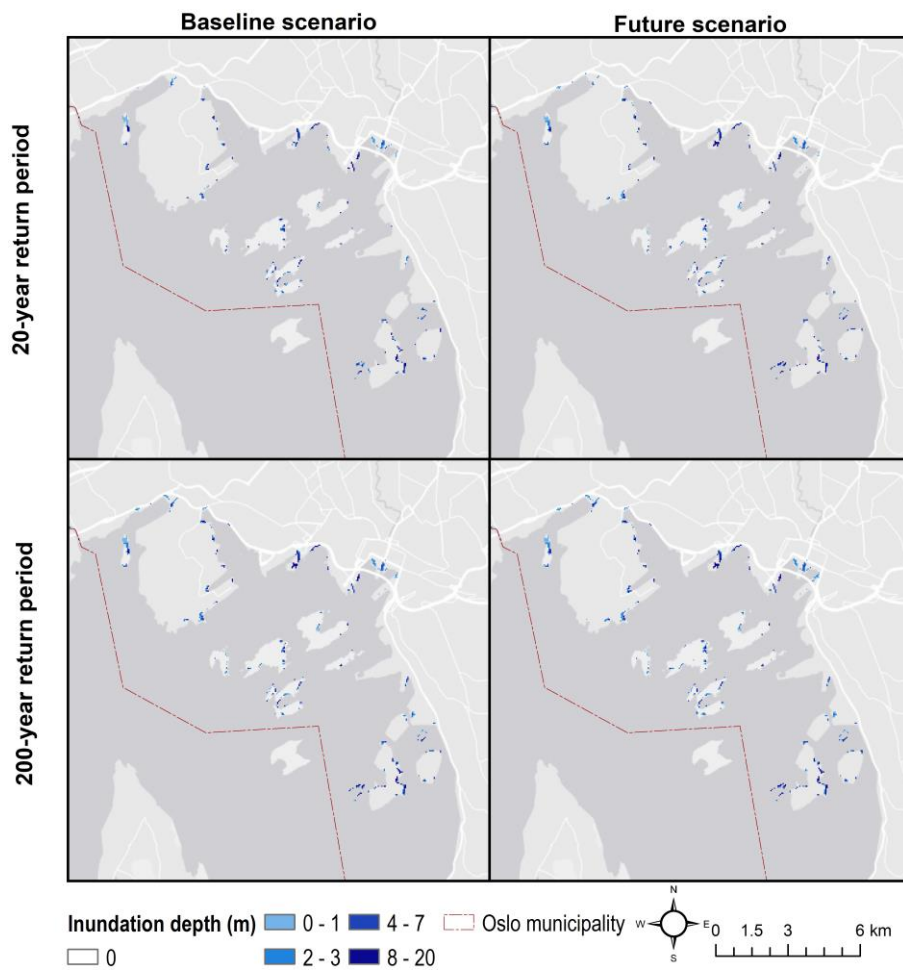 Baseline scenario
Future scenario
20-year return period
200-year return period
Inundation depth (m)
0
0 - 1
2 - 3
4 - 7
8 - 20
Oslo municipality
N
W
E
S
0 1.5 3 6 km